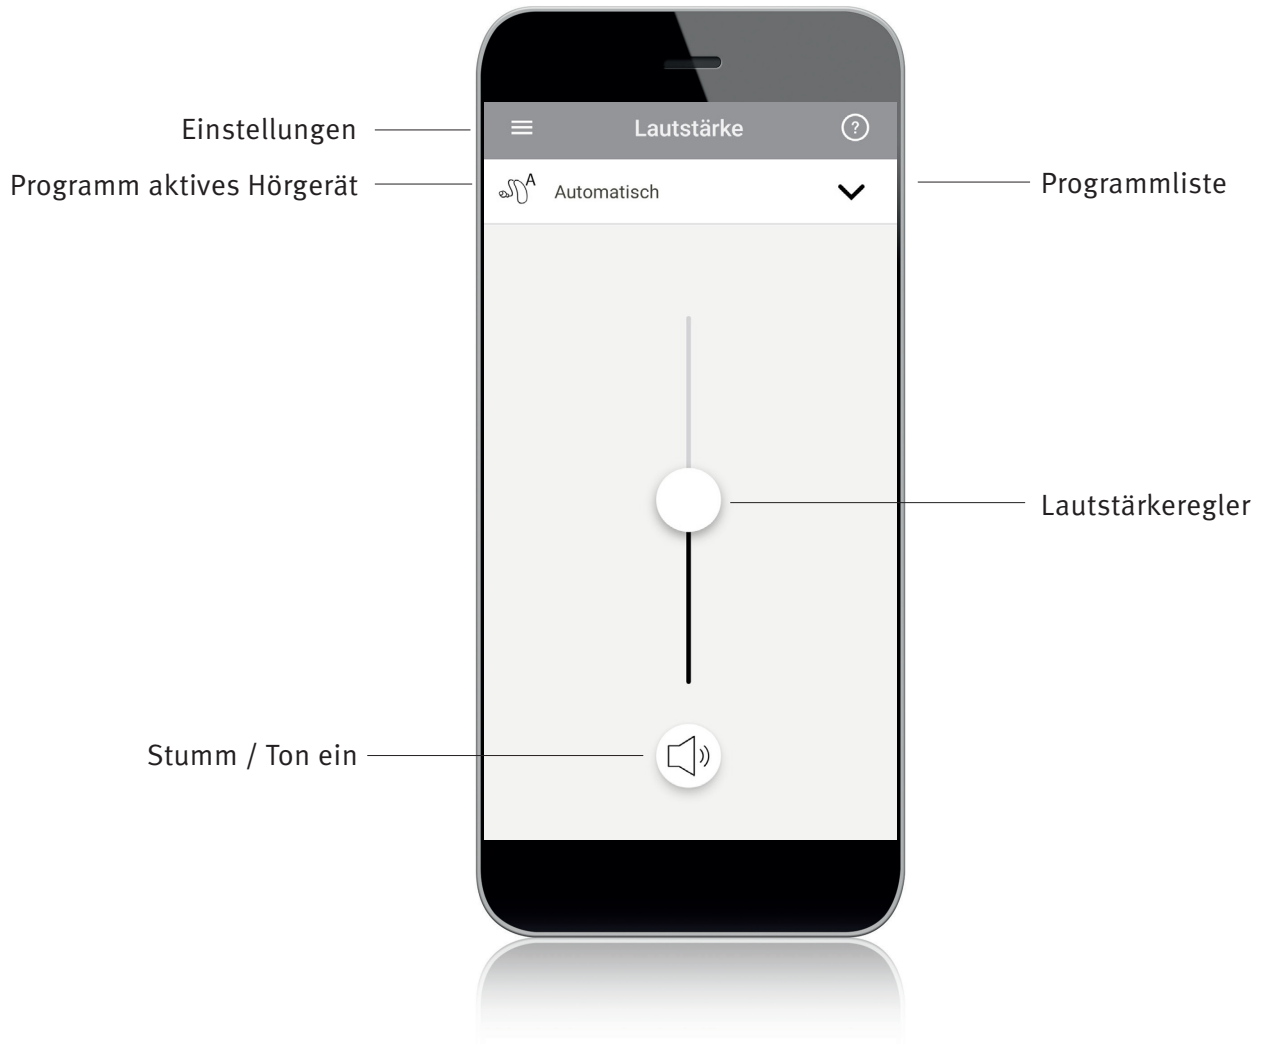 Einstellungen
Lautstärke
?
Programm aktives Hörgerät
A
Automatisch
Programmliste
Lautstärkeregler
Stumm / Ton ein